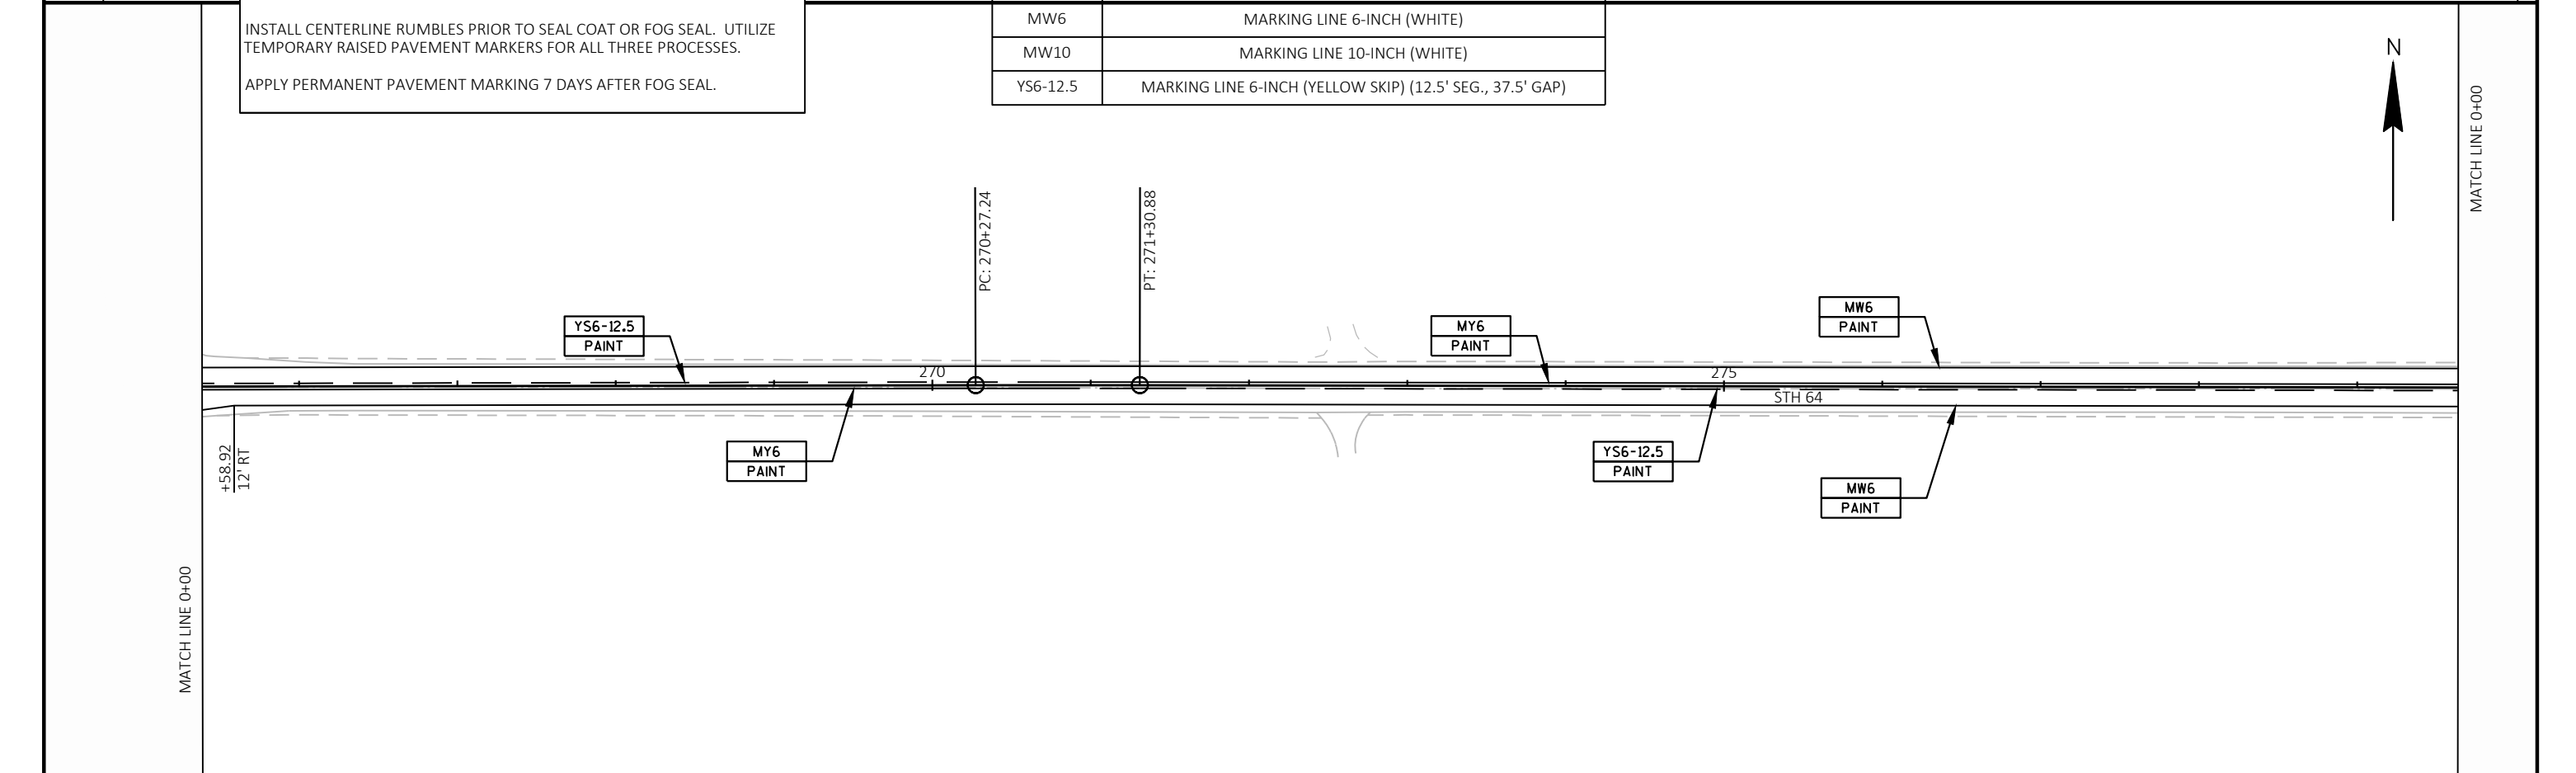 INSTALL CENTERLINE RUMBLES PRIOR TO SEAL COAT OR FOG SEAL. UTILIZE
TEMPORARY RAISED PAVEMENT MARKERS FOR ALL THREE PROCESSES.
APPLY PERMANENT PAVEMENT MARKING 7 DAYS AFTER FOG SEAL.
MW6 MARKING LINE 6-INCH (WHITE)
MW10 MARKING LINE 10-INCH (WHITE)
YS6-12.5 MARKING LINE 6-INCH (YELLOW SKIP) (12.5' SEG., 37.5' GAP)
N
MATCH LINE 0+00
PC: 270+27.24
PT: 271+30.88
YS6-12.5
PAINT
MY6
PAINT
MW6
PAINT
270
275
STH 64
+58.92
12' RT
MY6
PAINT
YS6-12.5
PAINT
MW6
PAINT
MATCH LINE 0+00